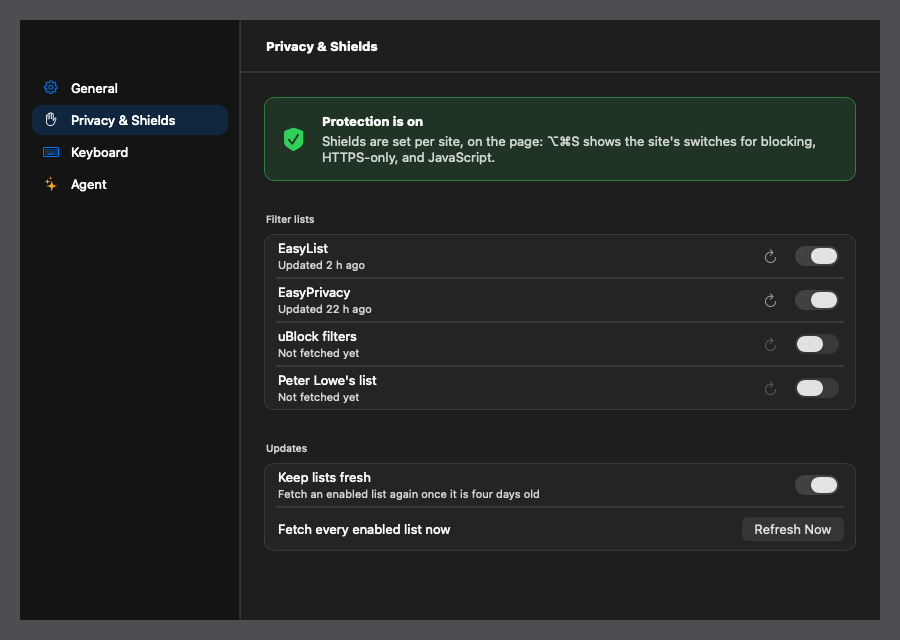 Privacy & Shields
General
Privacy & Shields
Keyboard
Agent
Protection is on
Shields are set per site, on the page: ⌥⌘S shows the site's switches for blocking,
HTTPS-only, and JavaScript.
Filter lists
EasyList
Updated 2 h ago
EasyPrivacy
Updated 22 h ago
uBlock filters
Not fetched yet
Peter Lowe's list
Not fetched yet
Updates
Keep lists fresh
Fetch an enabled list again once it is four days old
Fetch every enabled list now
Refresh Now